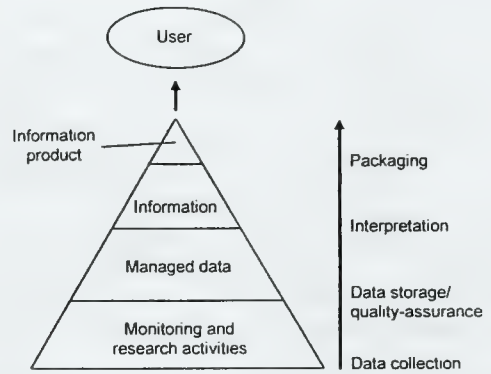 User
Information
product
Packaging
Information
Interpretation
Managed data
Data storage/
quality-assurance
Monitoring and
research activities
Data collection